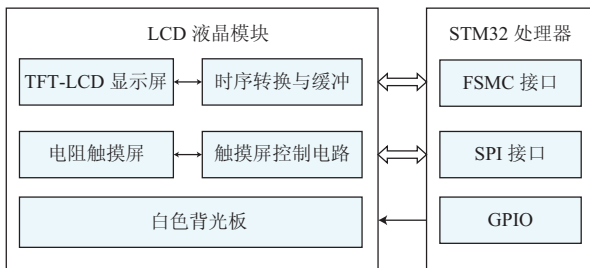 LCD 液晶模块
STM32 处理器
TFT-LCD 显示屏
时序转换与缓冲
FSMC 接口
电阻触摸屏
触摸屏控制电路
SPI 接口
白色背光板
GPIO